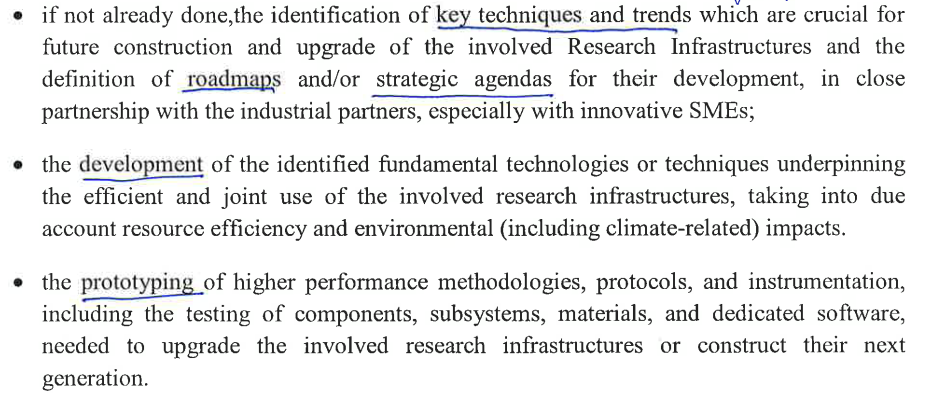 • if not already done,the identification of key techniques and trends which are crucial for
future construction and upgrade of the involved Research Infrastructures and the
definition of roadmaps and/or strategic agendas for their development, in close
partnership with the industrial partners, especially with innovative SMEs;
• the development of the identified fundamental technologies or techniques underpinning
the efficient and joint use of the involved research infrastructures, taking into due
account resource efficiency and environmental (including climate-related) impacts.
• the prototyping of higher performance methodologies, protocols, and instrumentation,
including the testing of components, subsystems, materials, and dedicated software,
needed to upgrade the involved research infrastructures or construct their next
generation.